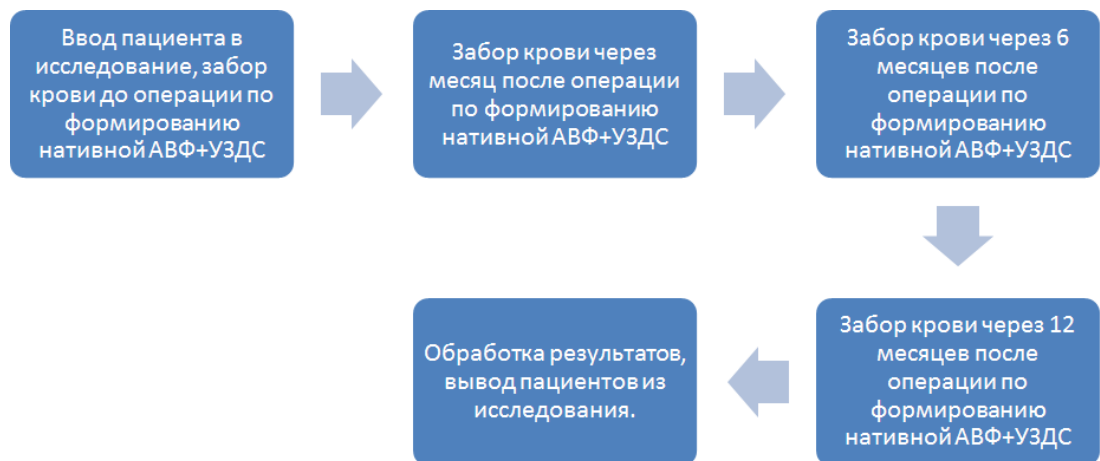 Ввод пациента в
исследование, забор
крови до операции по
формированию
нативной АВФ+УЗДС
Забор крови через
месяц после операции
по формированию
нативной АВФ+УЗДС
Забор крови через 6
месяцев после
операции по
формированию
нативной АВФ+УЗДС
Забор крови через 12
месяцев после
операции по
формированию
нативной АВФ+УЗДС
Обработка результатов,
вывод пациентов из
исследования.